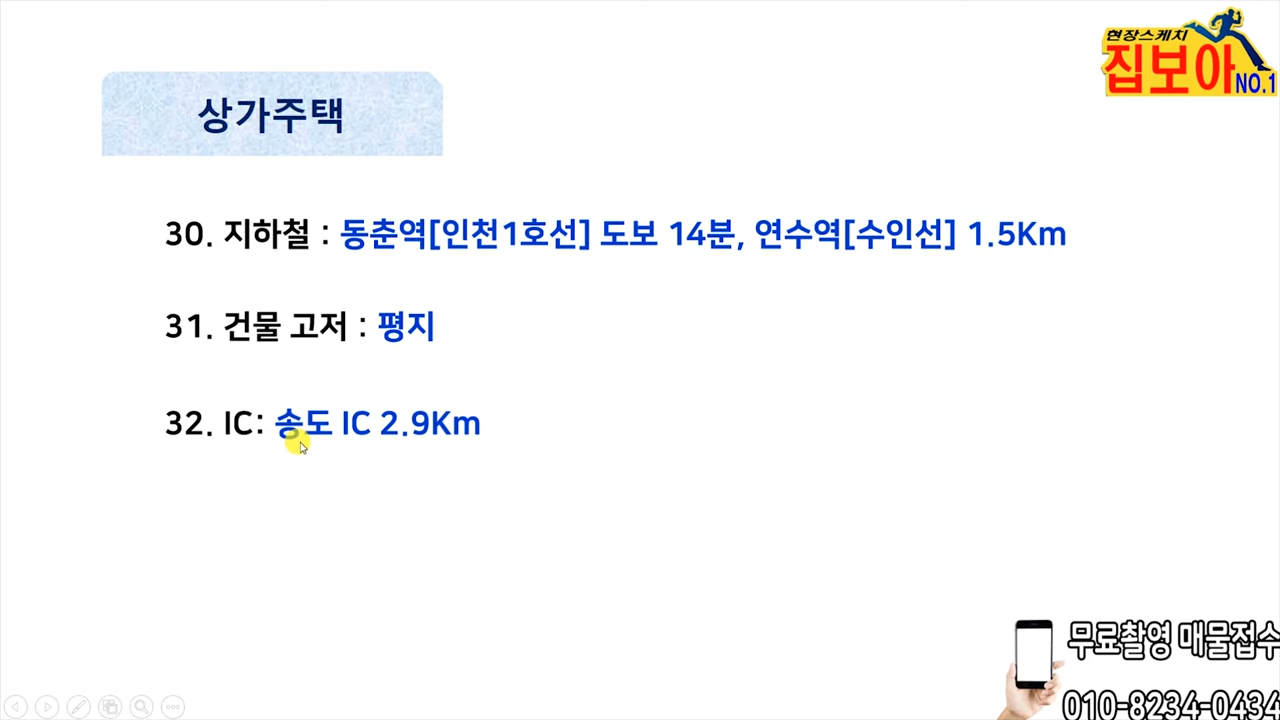 현장스케치
집보아NO.1
상가주택
30. 지하철 : 동춘역[인천1호선] 도보 14분, 연수역[수인선] 1.5Km
31. 건물 고저 : 평지
32. IC: 송도 IC 2.9Km
무료촬영 매물접수
010-8234-0434